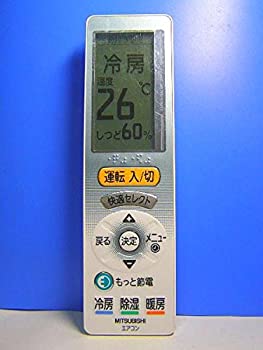 冷房
温度
26℃
しつど60%
運転 入/切
快適セレクト
戻る 決定 メニュー
もっと節電
冷房 除湿 暖房
MITSUBISHI
エアコン